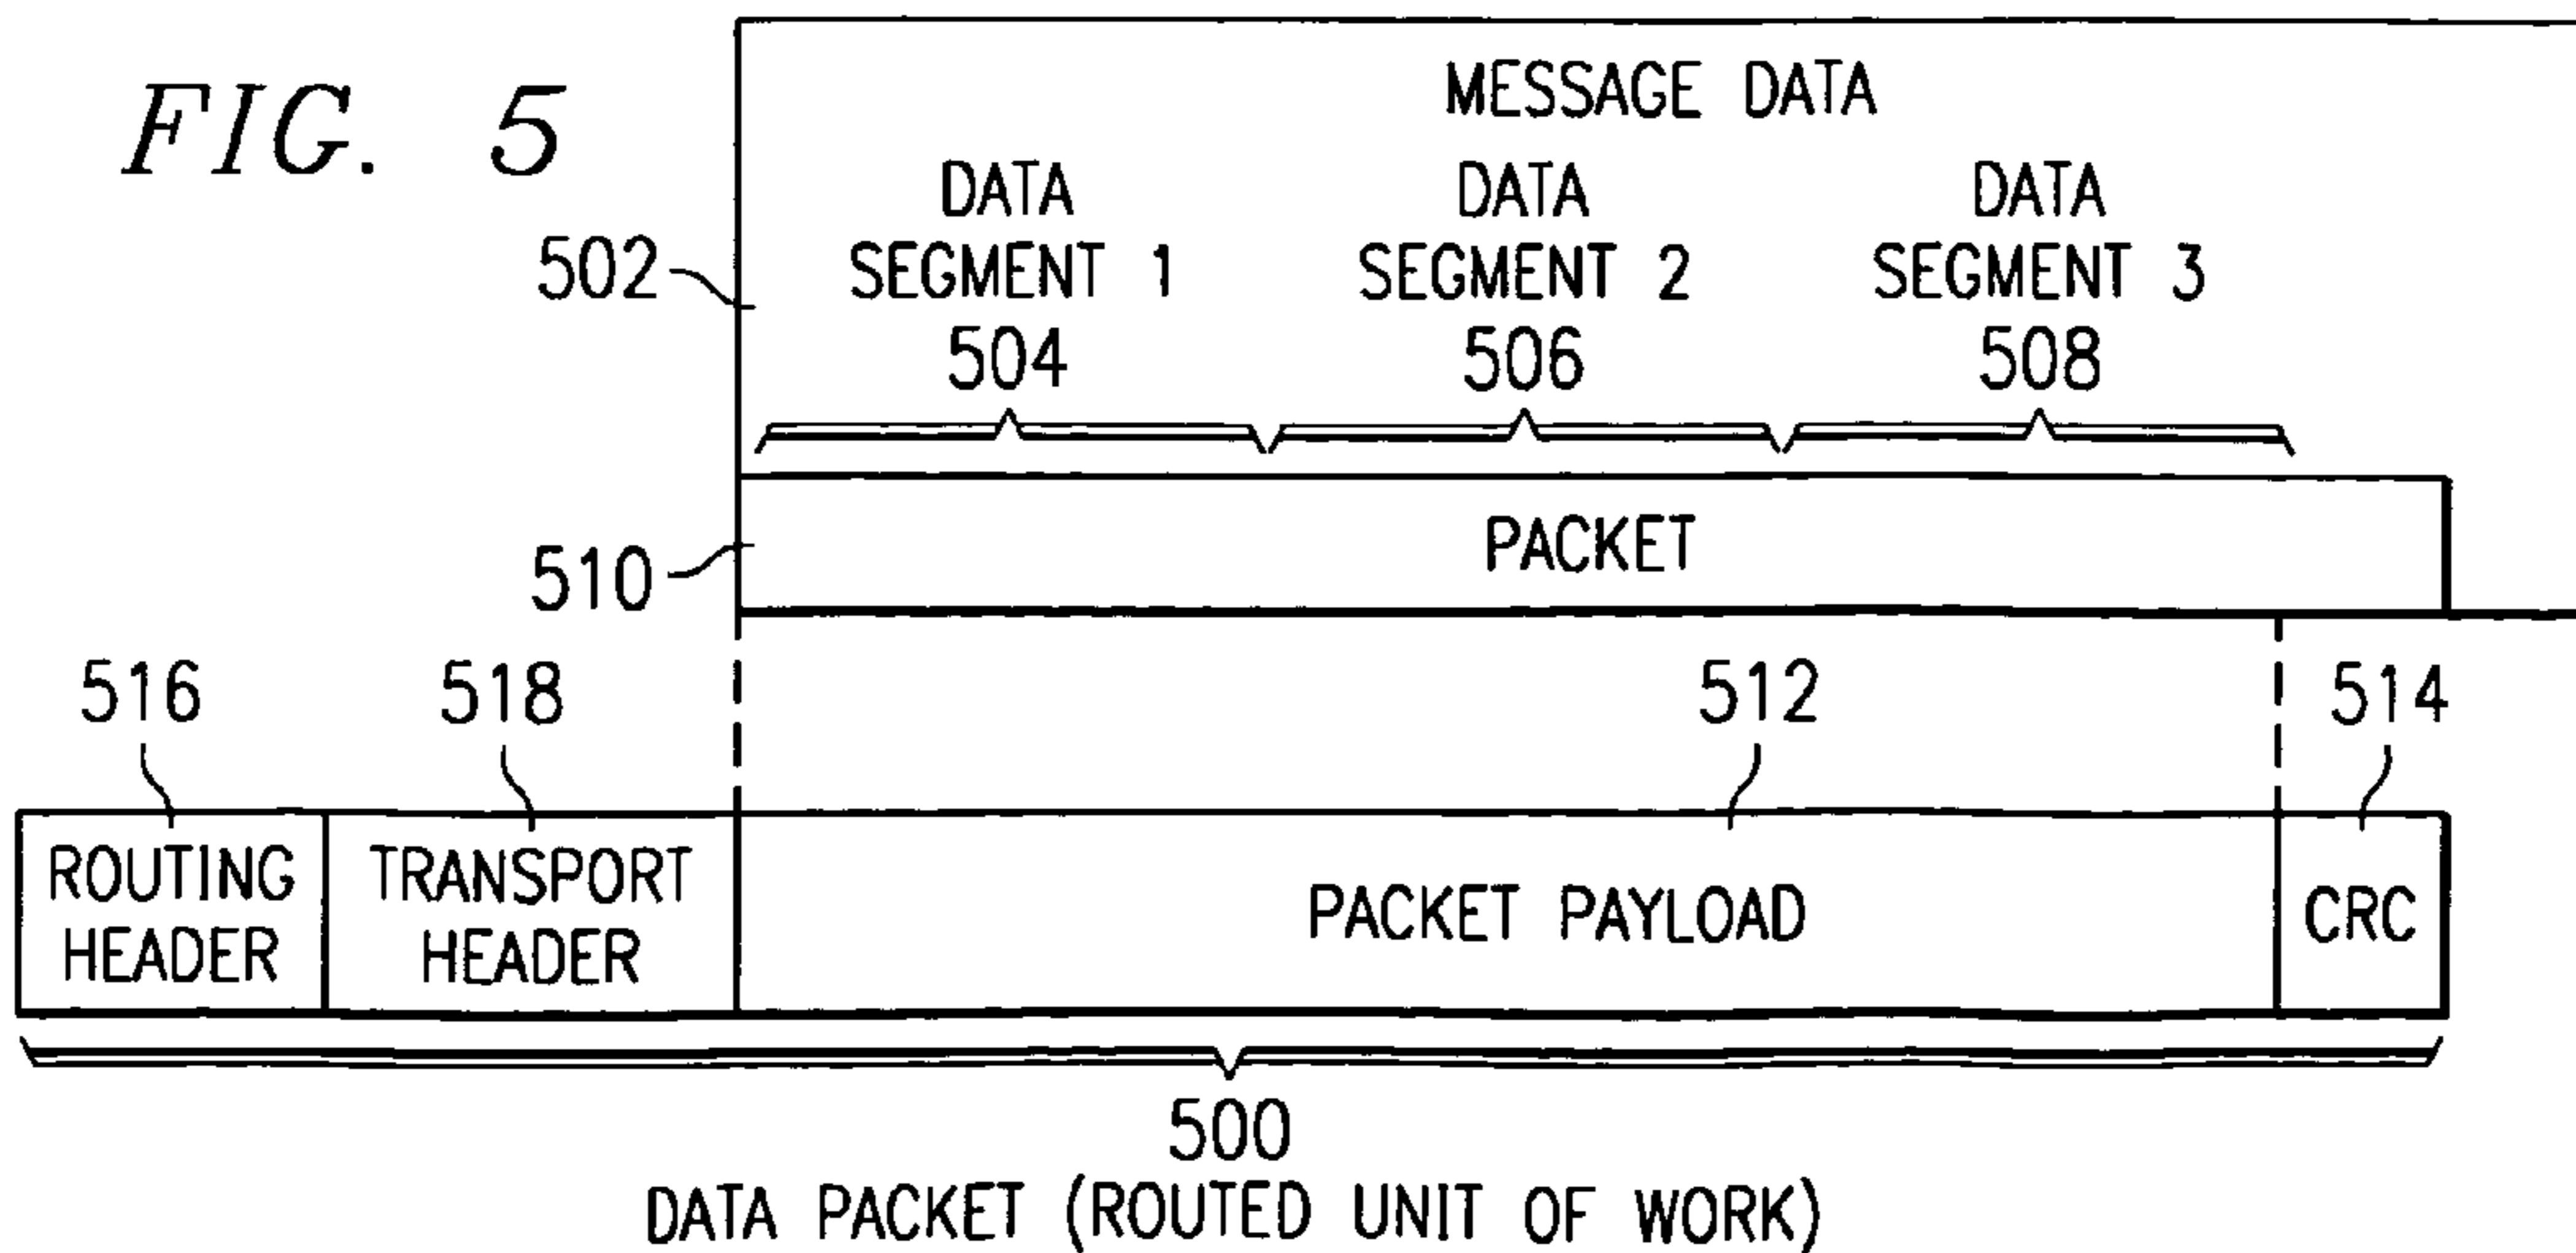 FIG. 5
MESSAGE DATA
DATA SEGMENT 1
504
DATA SEGMENT 2
506
DATA SEGMENT 3
508
502
PACKET
510
516
518
512
514
ROUTING HEADER
TRANSPORT HEADER
PACKET PAYLOAD
CRC
500
DATA PACKET (ROUTED UNIT OF WORK)